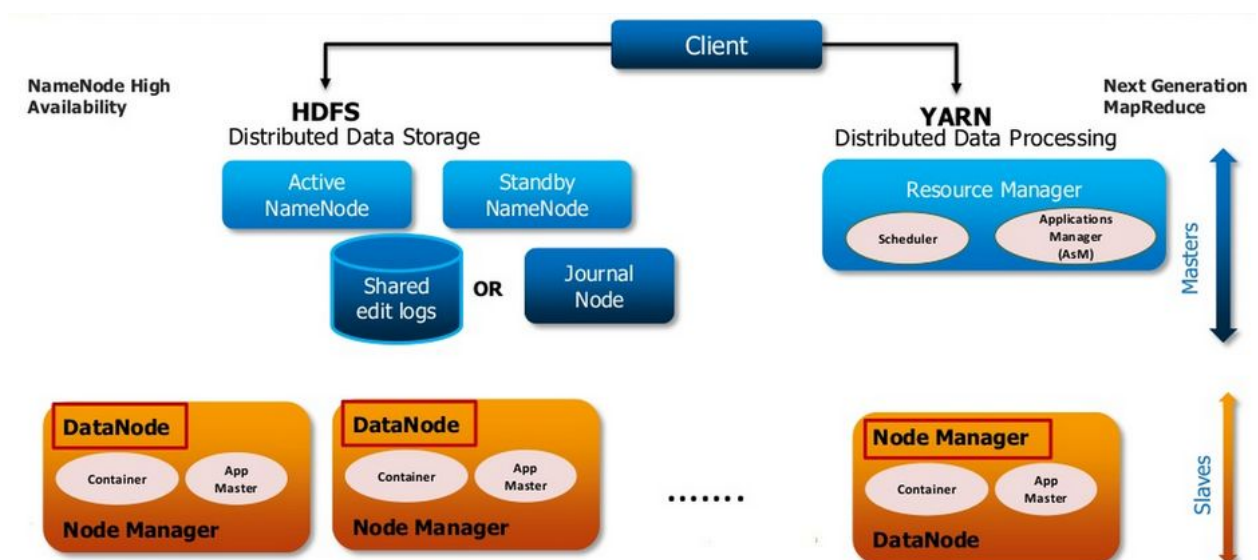 Client
NameNode High
Availability
HDFS
Distributed Data Storage
YARN
Distributed Data Processing
Next Generation
MapReduce
Active
NameNode
Standby
NameNode
Resource Manager
Scheduler
Applications
Manager
(AsM)
Shared
edit logs
OR
Journal
Node
Masters
DataNode
Container
App
Master
Node Manager
DataNode
Container
App
Master
Node Manager
.......
Node Manager
Container
App
Master
DataNode
Slaves